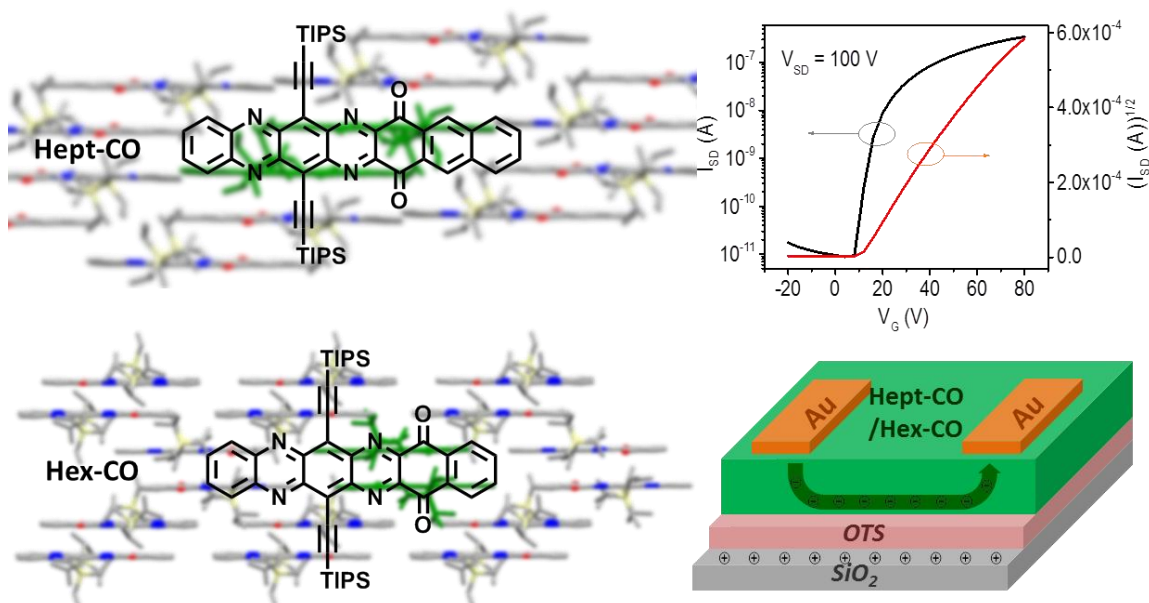 TIPS
N
N
O
Hept-CO
N
N
O
TIPS
V_SD = 100 V
I_SD (A)
10^-7
10^-8
10^-9
10^-10
10^-11
6.0x10^-4
4.0x10^-4
2.0x10^-4
0.0
(I_SD (A))^1/2
-20 0 20 40 60 80
V_G (V)
TIPS
N
N
O
Hex-CO
N
N
O
TIPS
Au
Hept-CO
/Hex-CO
Au
OTS
SiO₂